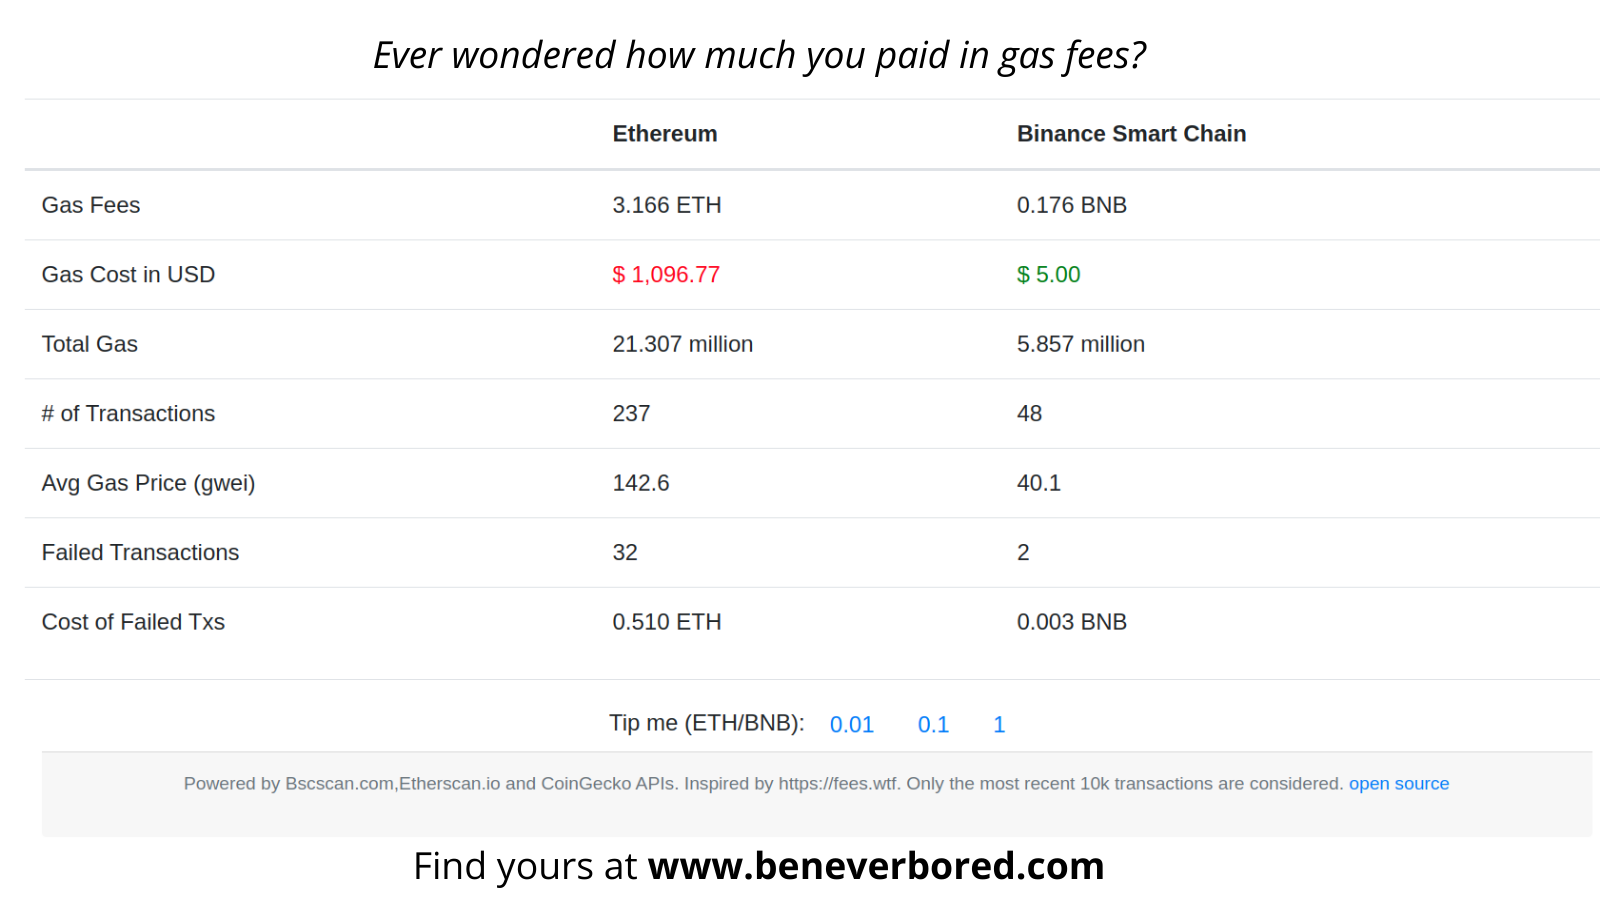 Ever wondered how much you paid in gas fees?
Ethereum Binance Smart Chain
Gas Fees 3.166 ETH 0.176 BNB
Gas Cost in USD $ 1,096.77 $ 5.00
Total Gas 21.307 million 5.857 million
# of Transactions 237 48
Avg Gas Price (gwei) 142.6 40.1
Failed Transactions 32 2
Cost of Failed Txs 0.510 ETH 0.003 BNB
Tip me (ETH/BNB): 0.01 0.1 1
Powered by Bscscan.com,Etherscan.io and CoinGecko APIs. Inspired by https://fees.wtf. Only the most recent 10k transactions are considered. open source
Find yours at www.beneverbored.com